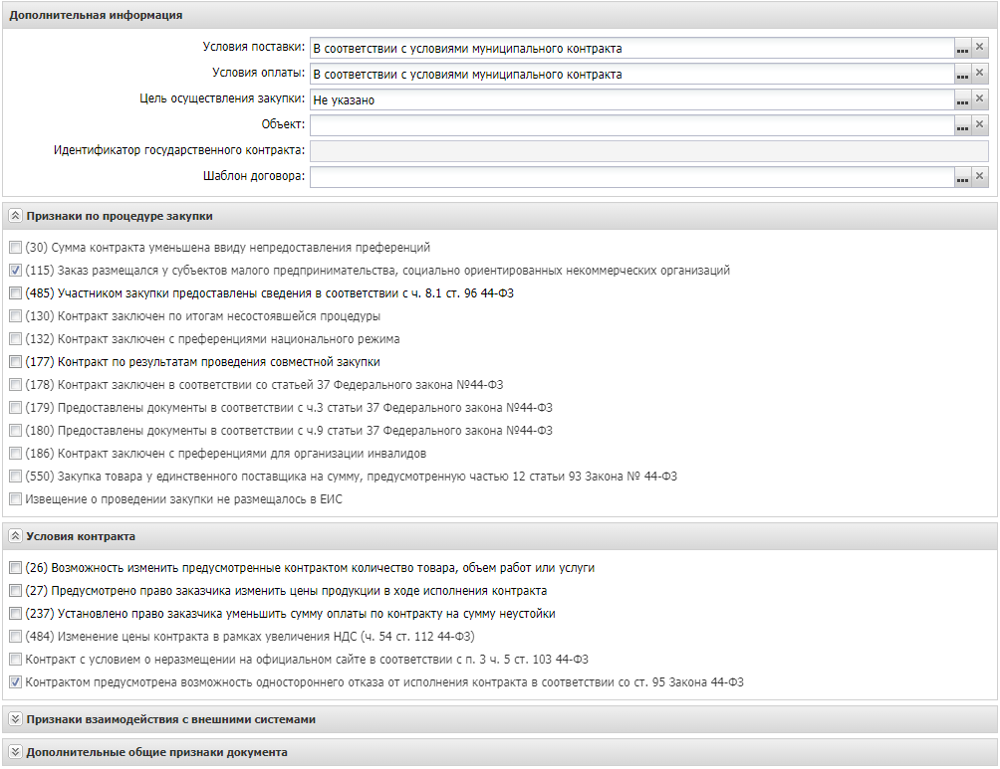 Дополнительная информация
Условия поставки: В соответствии с условиями муниципального контракта
Условия оплаты: В соответствии с условиями муниципального контракта
Цель осуществления закупки: Не указано
Объект:
Идентификатор государственного контракта:
Шаблон договора:
Признаки по процедуре закупки
(30) Сумма контракта уменьшена ввиду непредоставления преференций
(115) Заказ размещался у субъектов малого предпринимательства, социально ориентированных некоммерческих организаций
(485) Участником закупки предоставлены сведения в соответствии с ч. 8.1 ст. 96 44-ФЗ
(130) Контракт заключен по итогам несостоявшейся процедуры
(132) Контракт заключен с преференциями национального режима
(177) Контракт по результатам проведения совместной закупки
(178) Контракт заключен в соответствии со статьей 37 Федерального закона №44-ФЗ
(179) Предоставлены документы в соответствии с ч.3 статьи 37 Федерального закона №44-ФЗ
(180) Предоставлены документы в соответствии с ч.9 статьи 37 Федерального закона №44-ФЗ
(186) Контракт заключен с преференциями для организации инвалидов
(550) Закупка товара у единственного поставщика на сумму, предусмотренную частью 12 статьи 93 Закона № 44-ФЗ
Извещение о проведении закупки не размещалось в ЕИС
Условия контракта
(26) Возможность изменить предусмотренные контрактом количество товара, объем работ или услуги
(27) Предусмотрено право заказчика изменить цены продукции в ходе исполнения контракта
(237) Установлено право заказчика уменьшить сумму оплаты по контракту на сумму неустойки
(484) Изменение цены контракта в рамках увеличения НДС (ч. 54 ст. 112 44-ФЗ)
Контракт с условием о неразмещении на официальном сайте в соответствии с п. 3 ч. 5 ст. 103 44-ФЗ
Контрактом предусмотрена возможность одностороннего отказа от исполнения контракта в соответствии со ст. 95 Закона 44-ФЗ
Признаки взаимодействия с внешними системами
Дополнительные общие признаки документа